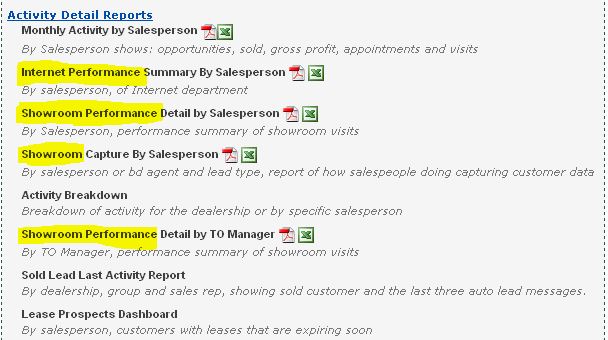 Activity Detail Reports
Monthly Activity by Salesperson
By Salesperson shows: opportunities, sold, gross profit, appointments and visits
Internet Performance Summary By Salesperson
By salesperson, of Internet department
Showroom Performance Detail by Salesperson
By Salesperson, performance summary of showroom visits
Showroom Capture By Salesperson
By salesperson or bd agent and lead type, report of how salespeople doing capturing customer data
Activity Breakdown
Breakdown of activity for the dealership or by specific salesperson
Showroom Performance Detail by TO Manager
By TO Manager, performance summary of showroom visits
Sold Lead Last Activity Report
By dealership, group and sales rep, showing sold customer and the last three auto lead messages.
Lease Prospects Dashboard
By salesperson, customers with leases that are expiring soon